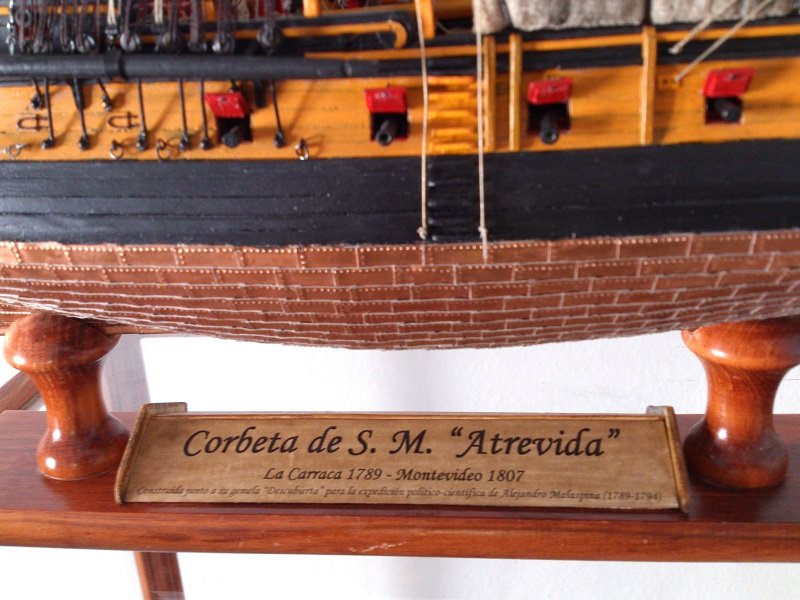 Corbeta de S. M. “Atrevida”
La Carraca 1789 - Montevideo 1807
Construida junto a su gemela "Descubierta" para la expedición político-científica de Alejandro Malaspina (1789-1794)